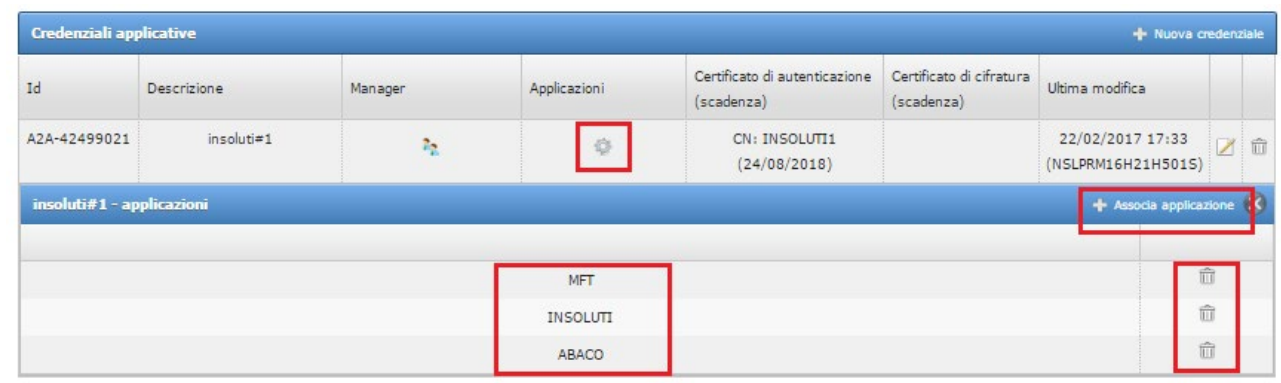 Credenziali applicative
Nuova credenziale
Id Descrizione Manager Applicazioni Certificato di autenticazione (scadenza) Certificato di cifratura (scadenza) Ultima modifica
A2A-42499021 insoluti#1 CN: INSOLUTI1 (24/08/2018) 22/02/2017 17:33 (NSLPRM16H21H501S)
insoluti#1 - applicazioni
Associa applicazione
MFT
INSOLUTI
ABACO